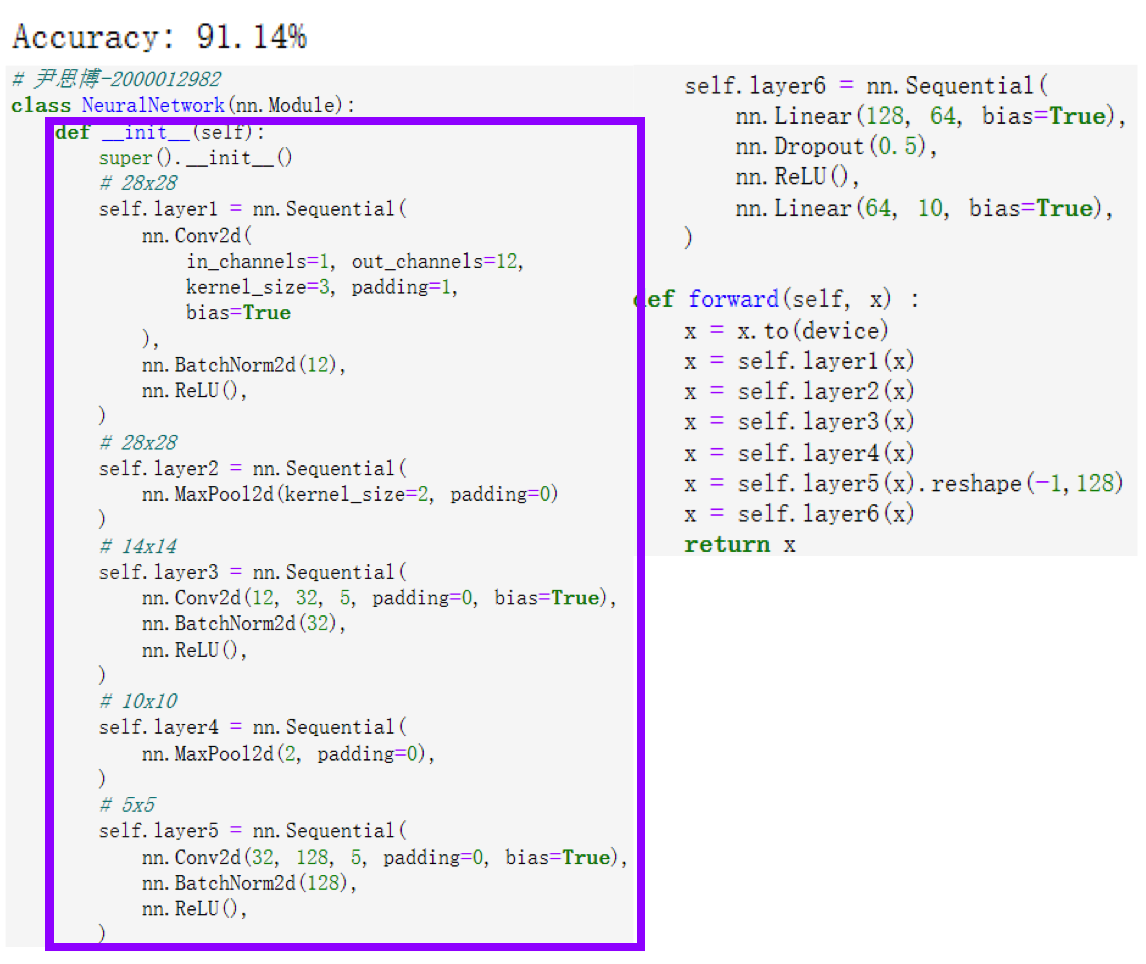 Accuracy: 91.14%
# 尹思博-2000012982
class NeuralNetwork(nn.Module):
    def __init__(self):
        super().__init__()
        # 28x28
        self.layer1 = nn.Sequential(
            nn.Conv2d(
                in_channels=1, out_channels=12,
                kernel_size=3, padding=1,
                bias=True
            ),
            nn.BatchNorm2d(12),
            nn.ReLU(),
        )
        # 28x28
        self.layer2 = nn.Sequential(
            nn.MaxPool2d(kernel_size=2, padding=0)
        )
        # 14x14
        self.layer3 = nn.Sequential(
            nn.Conv2d(12, 32, 5, padding=0, bias=True),
            nn.BatchNorm2d(32),
            nn.ReLU(),
        )
        # 10x10
        self.layer4 = nn.Sequential(
            nn.MaxPool2d(2, padding=0),
        )
        # 5x5
        self.layer5 = nn.Sequential(
            nn.Conv2d(32, 128, 5, padding=0, bias=True),
            nn.BatchNorm2d(128),
            nn.ReLU(),
        )
        self.layer6 = nn.Sequential(
            nn.Linear(128, 64, bias=True),
            nn.Dropout(0.5),
            nn.ReLU(),
            nn.Linear(64, 10, bias=True),
        )
    def forward(self, x) :
        x = x.to(device)
        x = self.layer1(x)
        x = self.layer2(x)
        x = self.layer3(x)
        x = self.layer4(x)
        x = self.layer5(x).reshape(-1,128)
        x = self.layer6(x)
        return x